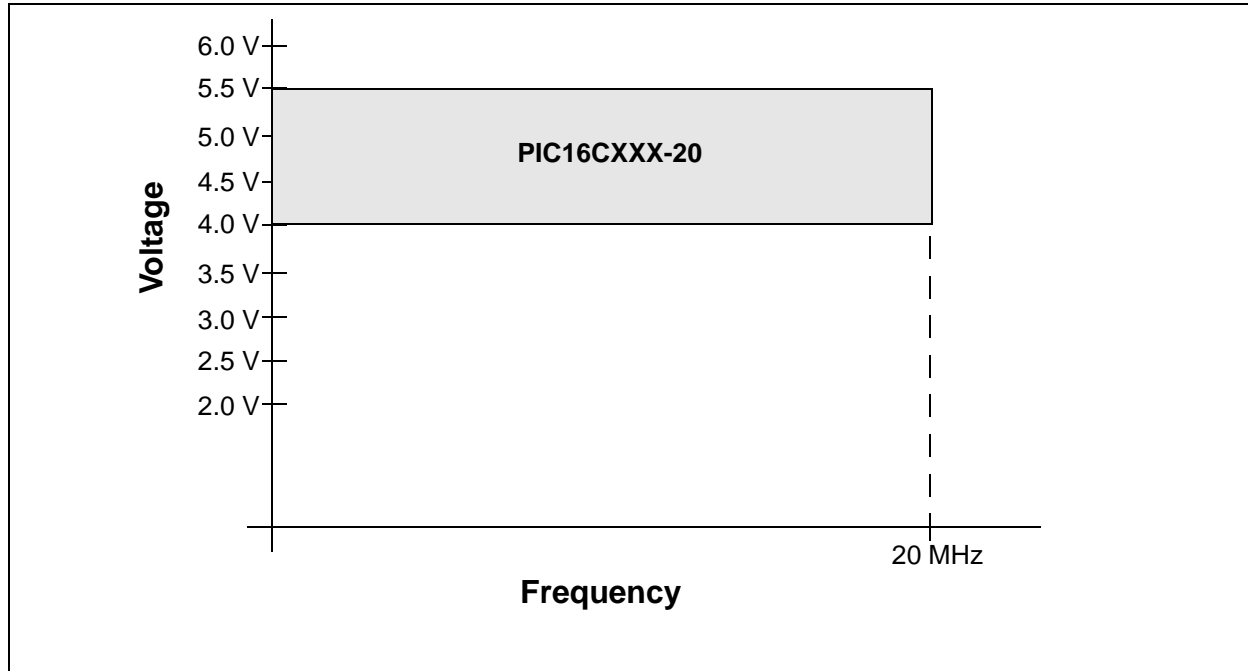 6.0 V
5.5 V
5.0 V
4.5 V
4.0 V
3.5 V
3.0 V
2.5 V
2.0 V
Voltage
PIC16CXXX-20
20 MHz
Frequency